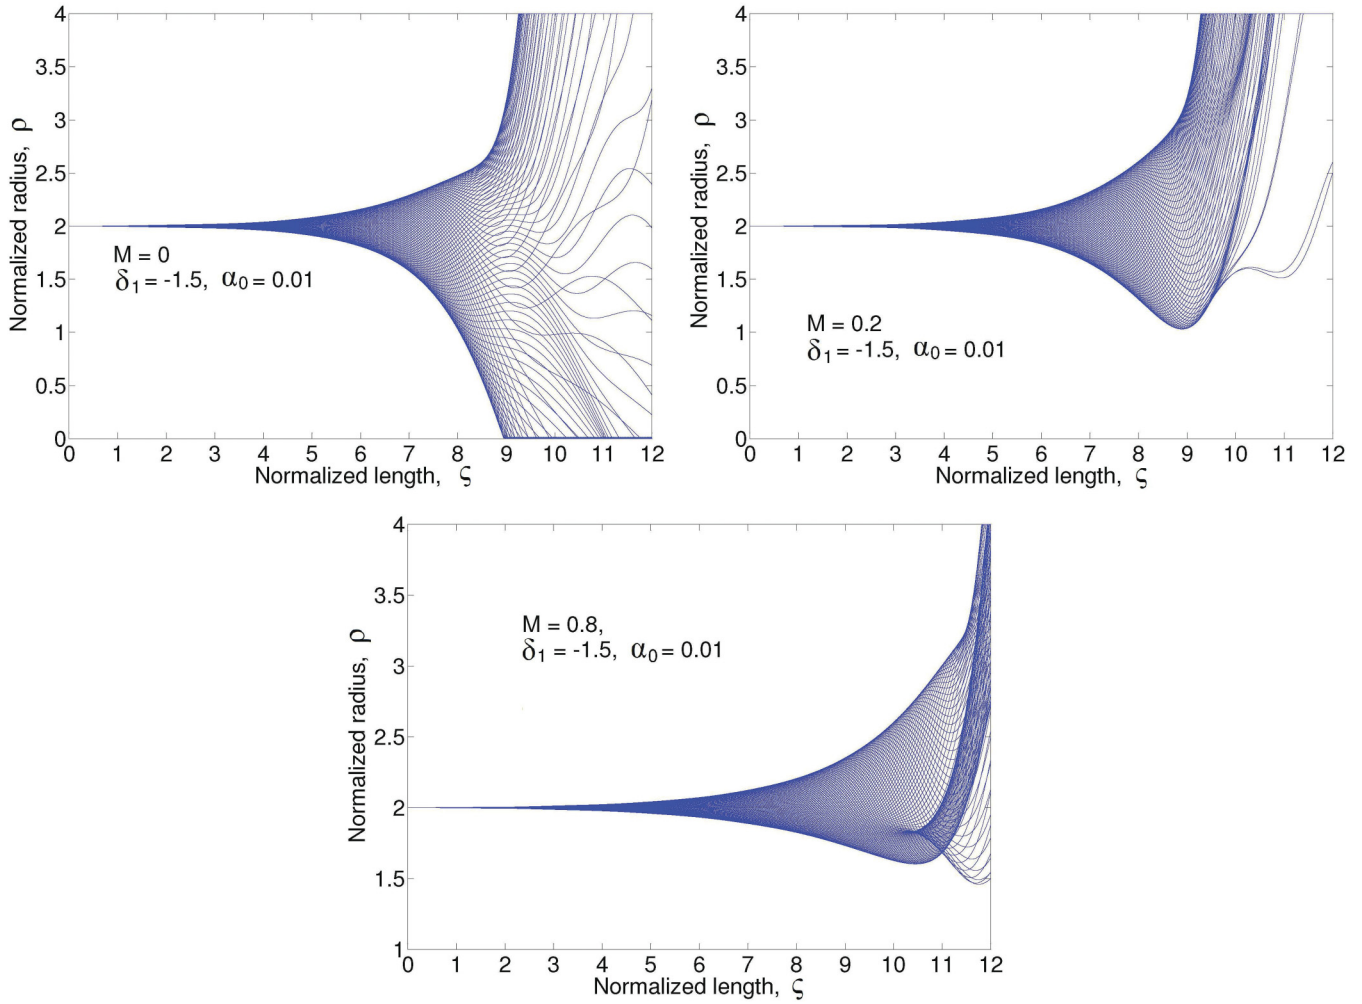 4
3.5
3
2.5
2
1.5
1
0.5
0
Normalized radius, ρ
M = 0
δ₁ = -1.5, α₀ = 0.01
0 1 2 3 4 5 6 7 8 9 10 11 12
Normalized length, ς
4
3.5
3
2.5
2
1.5
1
0.5
0
Normalized radius, ρ
M = 0.2
δ₁ = -1.5, α₀ = 0.01
0 1 2 3 4 5 6 7 8 9 10 11 12
Normalized length, ς
4
3.5
3
2.5
2
1.5
1
Normalized radius, ρ
M = 0.8,
δ₁ = -1.5, α₀ = 0.01
0 1 2 3 4 5 6 7 8 9 10 11 12
Normalized length, ς